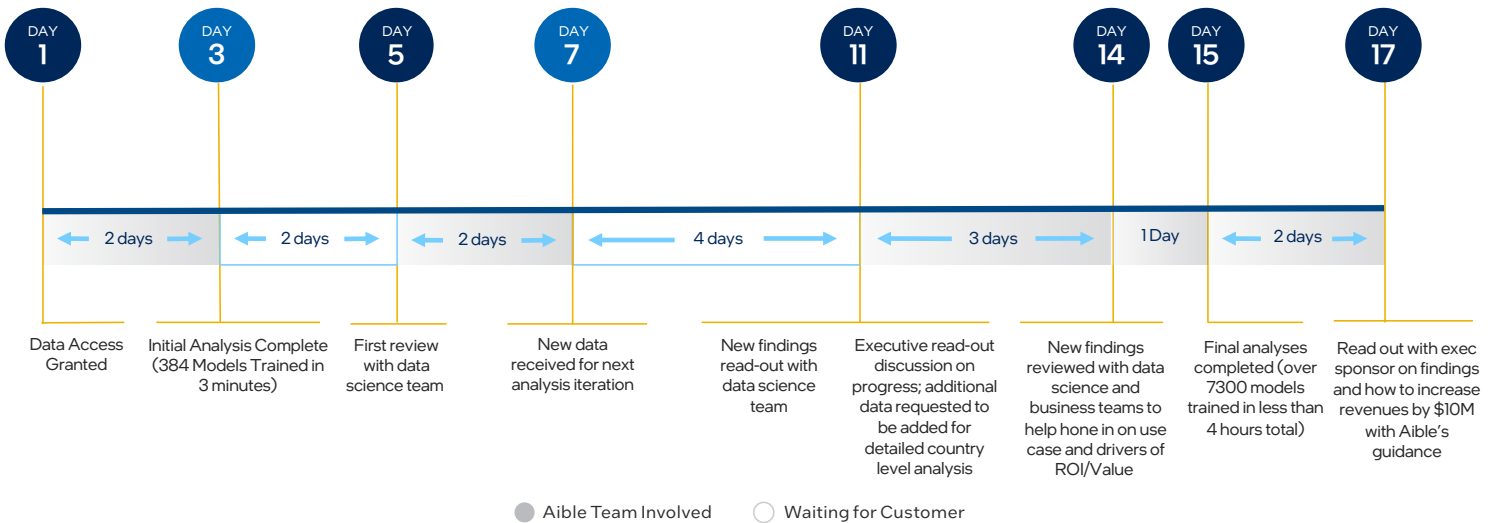 DAY
1
DAY
3
DAY
5
DAY
7
DAY
11
DAY
14
DAY
15
DAY
17
2 days
2 days
2 days
4 days
3 days
1 Day
2 days
Data Access
Granted
Initial Analysis Complete
(384 Models Trained in
3 minutes)
First review
with data
science team
New data
received for next
analysis iteration
New findings
read-out with
data science
team
Executive read-out
discussion on
progress; additional
data requested to
be added for
detailed country
level analysis
New findings
reviewed with data
science and
business teams to
help hone in on use
case and drivers of
ROI/Value
Final analyses
completed (over
7300 models
trained in less than
4 hours total)
Read out with exec
sponsor on findings
and how to increase
revenues by $10M
with Aible's
guidance
Aible Team Involved
Waiting for Customer